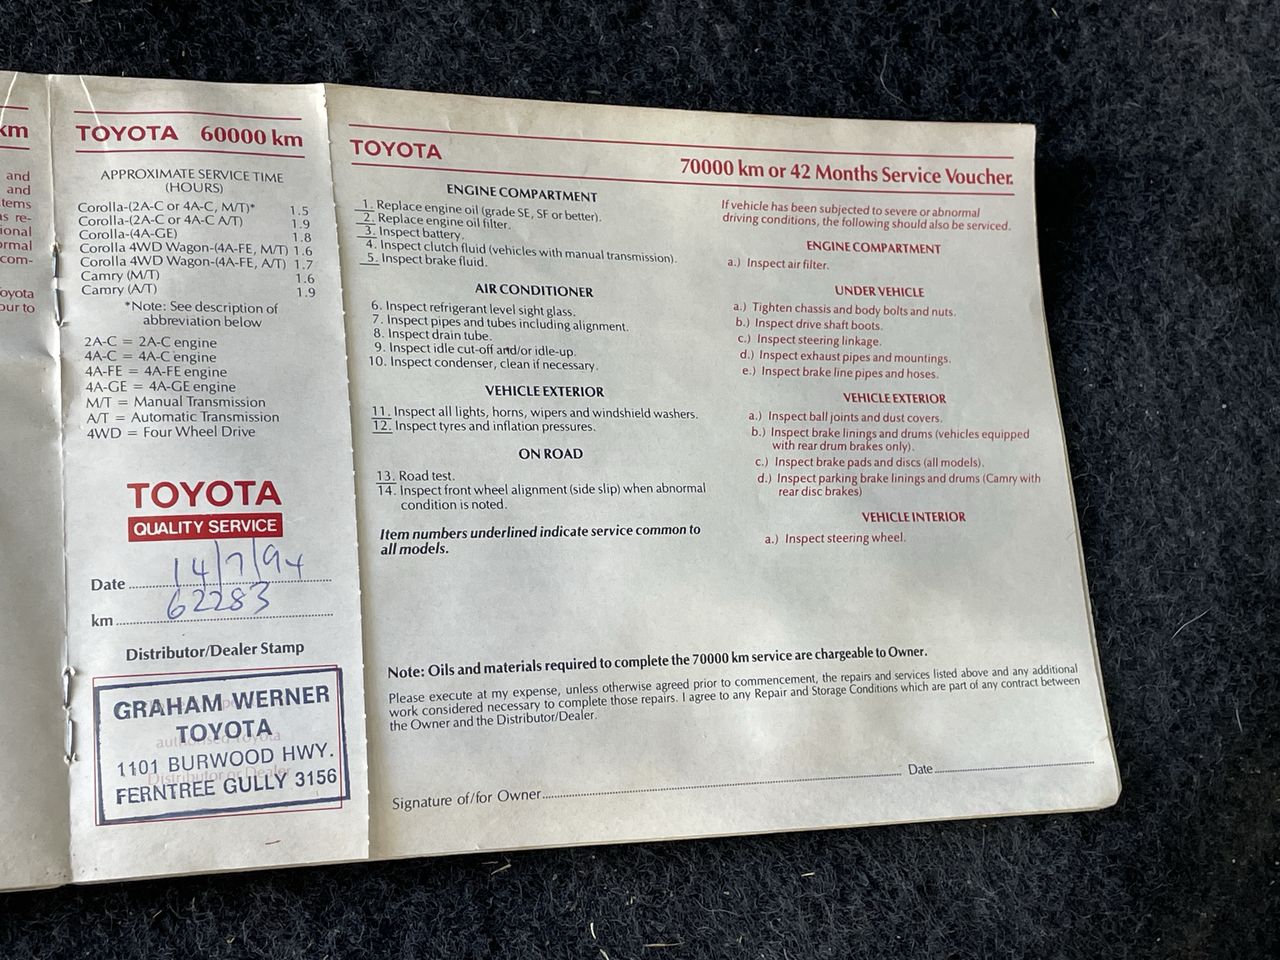 km
and
and
tems
as re-
ional
ormal
com-
oyota
our to
TOYOTA 60000 km
APPROXIMATE SERVICE TIME
(HOURS)
Corolla-(2A-C or 4A-C, M/T)* 1.5
Corolla-(2A-C or 4A-C A/T) 1.9
Corolla-(4A-GE) 1.8
Corolla 4WD Wagon-(4A-FE, M/T) 1.6
Corolla 4WD Wagon-(4A-FE, A/T) 1.7
Camry (M/T) 1.6
Camry (A/T) 1.9
*Note: See description of
abbreviation below
2A-C = 2A-C engine
4A-C = 4A-C engine
4A-FE = 4A-FE engine
4A-GE = 4A-GE engine
M/T = Manual Transmission
A/T = Automatic Transmission
4WD = Four Wheel Drive
TOYOTA
QUALITY SERVICE
Date 14/7/94
km 62283
Distributor/Dealer Stamp
GRAHAM WERNER
TOYOTA
1101 BURWOOD HWY.
FERNTREE GULLY 3156
TOYOTA
70000 km or 42 Months Service Voucher.
ENGINE COMPARTMENT
1. Replace engine oil (grade SE, SF or better).
2. Replace engine oil filter.
3. Inspect battery.
4. Inspect clutch fluid (vehicles with manual transmission).
5. Inspect brake fluid.
AIR CONDITIONER
6. Inspect refrigerant level sight glass.
7. Inspect pipes and tubes including alignment.
8. Inspect drain tube.
9. Inspect idle cut-off and/or idle-up.
10. Inspect condenser, clean if necessary.
VEHICLE EXTERIOR
11. Inspect all lights, horns, wipers and windshield washers.
12. Inspect tyres and inflation pressures.
ON ROAD
13. Road test.
14. Inspect front wheel alignment (side slip) when abnormal
condition is noted.
Item numbers underlined indicate service common to
all models.
If vehicle has been subjected to severe or abnormal
driving conditions, the following should also be serviced.
ENGINE COMPARTMENT
a.) Inspect air filter.
UNDER VEHICLE
a.) Tighten chassis and body bolts and nuts.
b.) Inspect drive shaft boots.
c.) Inspect steering linkage.
d.) Inspect exhaust pipes and mountings.
e.) Inspect brake line pipes and hoses.
VEHICLE EXTERIOR
a.) Inspect ball joints and dust covers.
b.) Inspect brake linings and drums (vehicles equipped
with rear drum brakes only).
c.) Inspect brake pads and discs (all models).
d.) Inspect parking brake linings and drums (Camry with
rear disc brakes)
VEHICLE INTERIOR
a.) Inspect steering wheel.
Note: Oils and materials required to complete the 70000 km service are chargeable to Owner.
Please execute at my expense, unless otherwise agreed prior to commencement, the repairs and services listed above and any additional
work considered necessary to complete those repairs. I agree to any Repair and Storage Conditions which are part of any contract between
the Owner and the Distributor/Dealer.
Signature of/for Owner Date